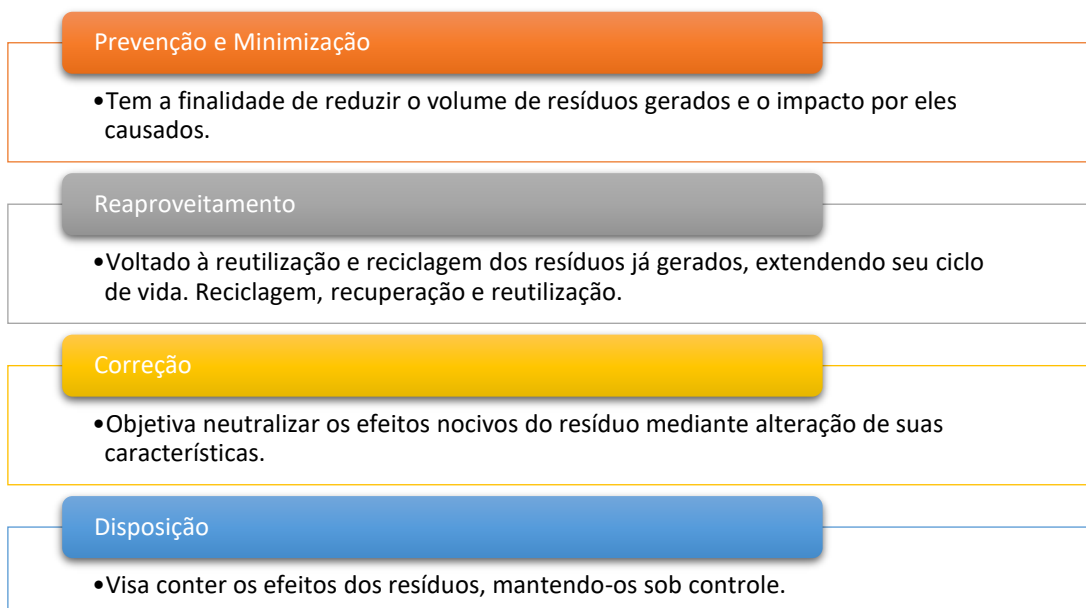 Prevenção e Minimização
•Tem a finalidade de reduzir o volume de resíduos gerados e o impacto por eles
causados.
Reaproveitamento
•Voltado à reutilização e reciclagem dos resíduos já gerados, extendendo seu ciclo
de vida. Reciclagem, recuperação e reutilização.
Correção
•Objetiva neutralizar os efeitos nocivos do resíduo mediante alteração de suas
características.
Disposição
•Visa conter os efeitos dos resíduos, mantendo-os sob controle.